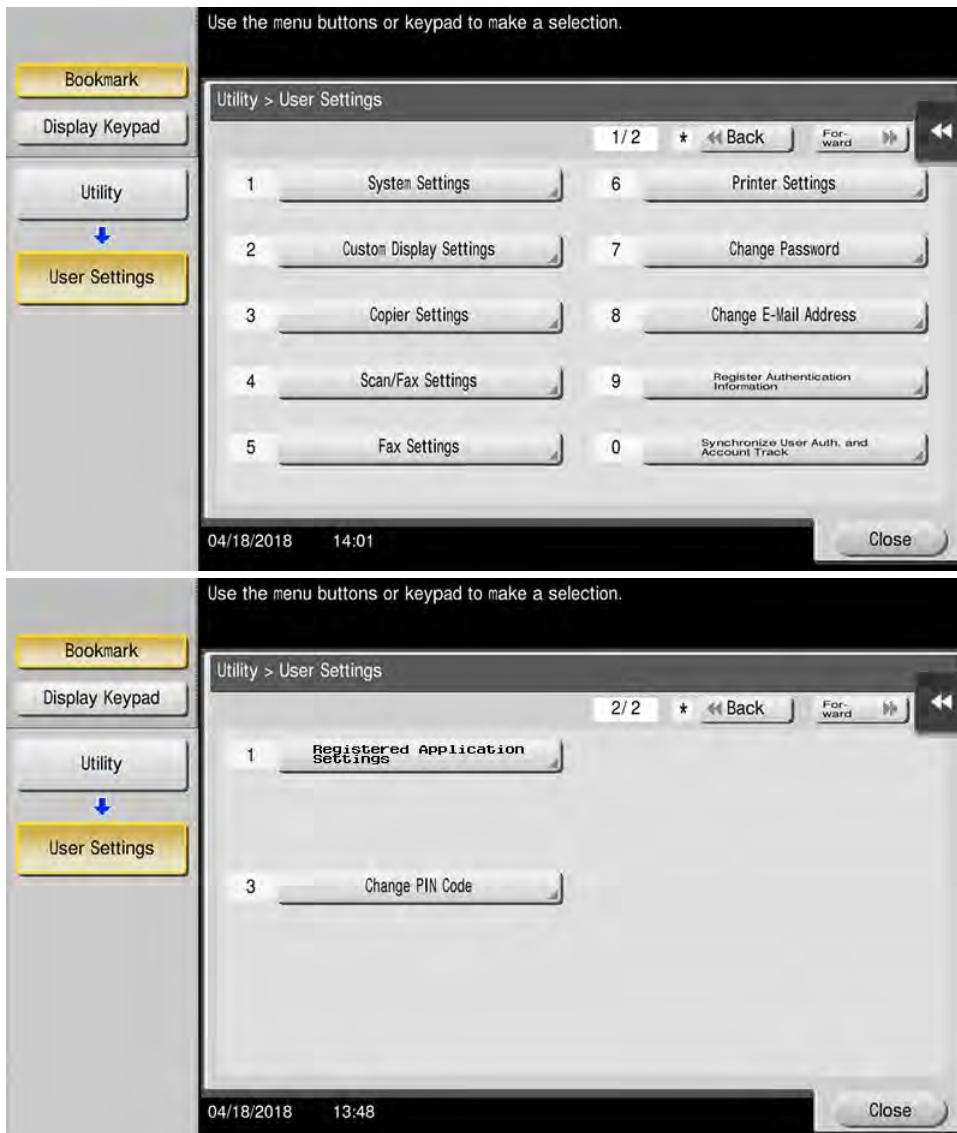 Use the menu buttons or keypad to make a selection.
Bookmark
Display Keypad
Utility
User Settings
Utility > User Settings
1/2 * Back For-
ward
1 System Settings
2 Custom Display Settings
3 Copier Settings
4 Scan/Fax Settings
5 Fax Settings
6 Printer Settings
7 Change Password
8 Change E-Mail Address
9 Register Authentication
Information
0 Synchronize User Auth. and
Account Track
04/18/2018 14:01
Close
Use the menu buttons or keypad to make a selection.
Bookmark
Display Keypad
Utility
User Settings
Utility > User Settings
2/2 * Back For-
ward
1 Registered Application
Settings
3 Change PIN Code
04/18/2018 13:48
Close